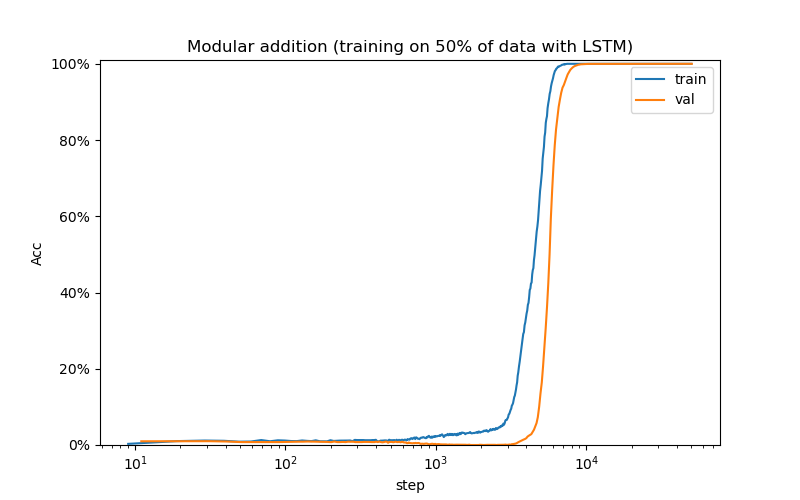 Modular addition (training on 50% of data with LSTM)
100%
80%
60%
40%
20%
0%
Acc
train
val
10¹
10²
10³
10⁴
step